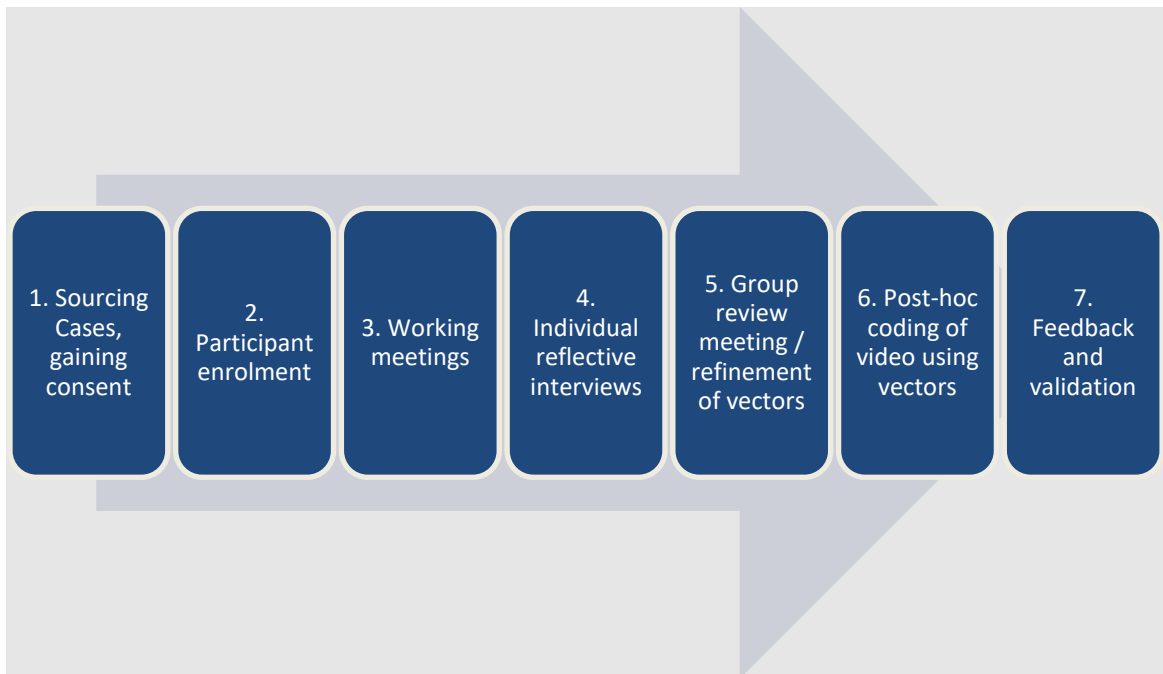 1. Sourcing
Cases,
gaining
consent
2.
Participant
enrolment
3. Working
meetings
4.
Individual
reflective
interviews
5. Group
review
meeting /
refinement
of vectors
6. Post-hoc
coding of
video using
vectors
7.
Feedback
and
validation